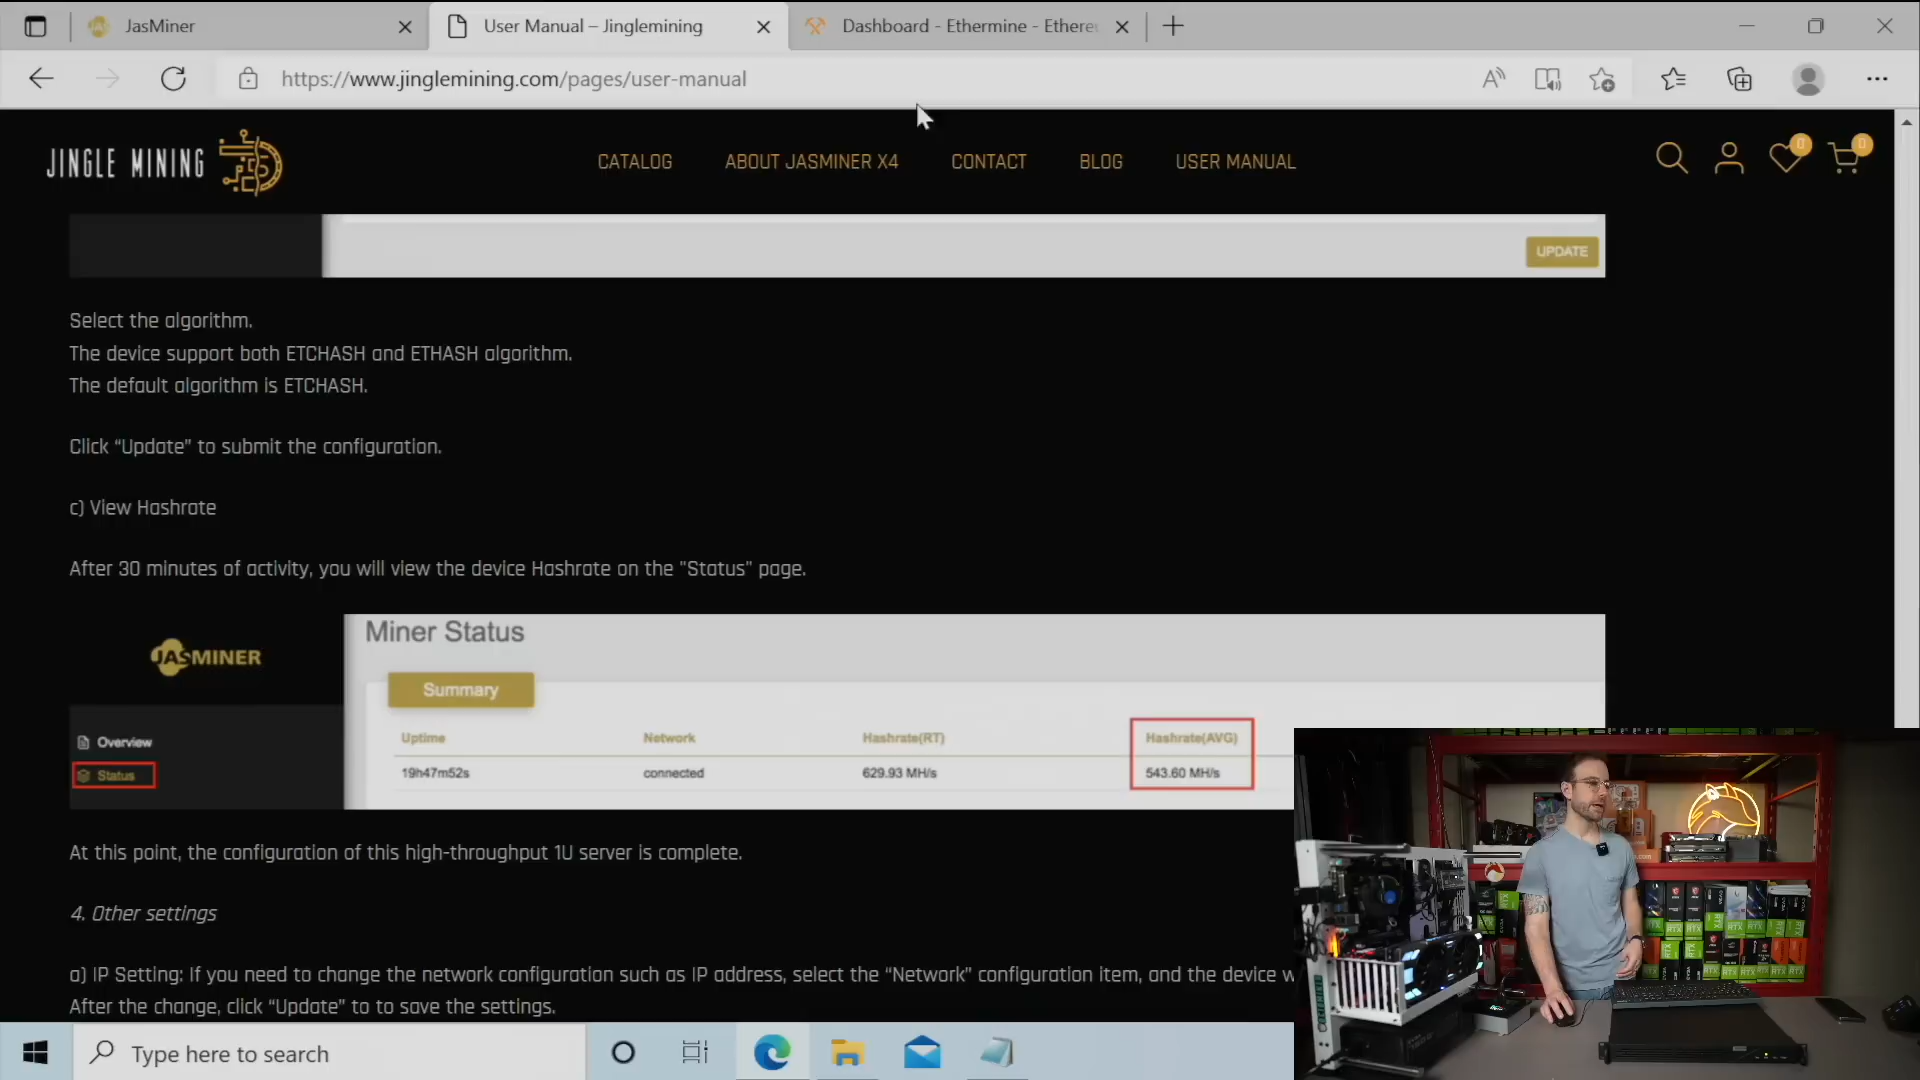 JasMiner
User Manual – Jinglemining
Dashboard - Ethermine - Ethere
https://www.jinglemining.com/pages/user-manual
JINGLE MINING
CATALOG
ABOUT JASMINER X4
CONTACT
BLOG
USER MANUAL
0
0
UPDATE
Select the algorithm.
The device support both ETCHASH and ETHASH algorithm.
The default algorithm is ETCHASH.
Click “Update” to submit the configuration.
c) View Hashrate
After 30 minutes of activity, you will view the device Hashrate on the "Status" page.
JASMINER
Overview
Status
Miner Status
Summary
Uptime Network Hashrate(RT) Hashrate(AVG)
19h47m52s connected 629.93 MH/s 543.60 MH/s
At this point, the configuration of this high-throughput 1U server is complete.
4. Other settings
a) IP Setting: If you need to change the network configuration such as IP address, select the “Network” configuration item, and the device w
After the change, click “Update” to to save the settings.
Type here to search